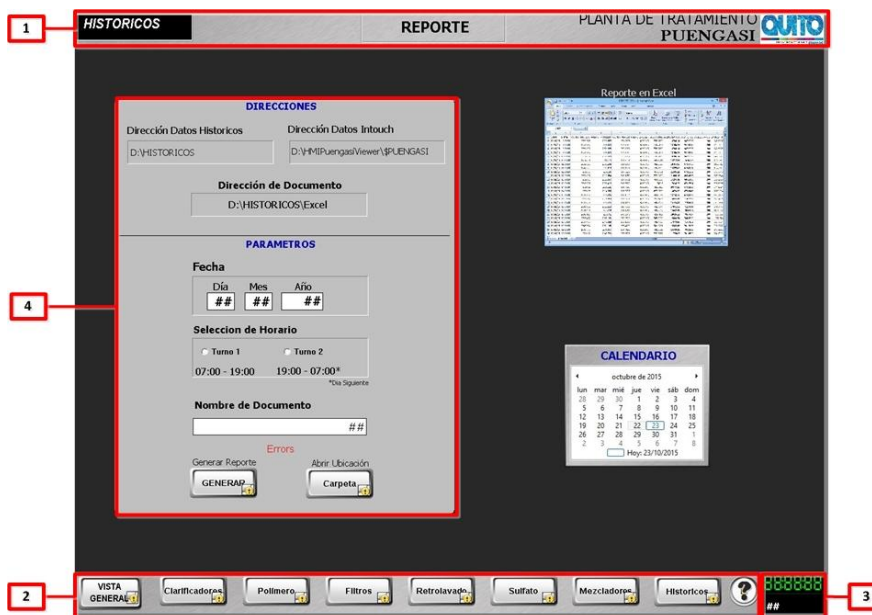 1
HISTORICOS
REPORTE
PLANTA DE TRATAMIENTO
PUENGASI
QUITO
4
DIRECCIONES
Dirección Datos Historicos
Dirección Datos Intouch
D:\HISTORICOS
D:\HMIPuengasiViewer\$PUENGASI
Dirección de Documento
D:\HISTORICOS\Excel
PARAMETROS
Fecha
Día Mes Año
## ## ##
Seleccion de Horario
Turno 1 Turno 2
07:00 - 19:00 19:00 - 07:00*
*Dia Siguiente
Nombre de Documento
##
Errors
Generar Reporte Abrir Ubicación
GENERAR Carpeta
Reporte en Excel
CALENDARIO
octubre de 2015
lun mar mié jue vie sáb dom
28 29 30 1 2 3 4
5 6 7 8 9 10 11
12 13 14 15 16 17 18
19 20 21 22 23 24 25
26 27 28 29 30 31 1
2 3 4 5 6 7 8
Hoy: 23/10/2015
2
VISTA
GENERAL
Clarificadores
Polimero
Filtros
Retrolavado
Sulfato
Mezcladores
Historicos
?
888888
##
3